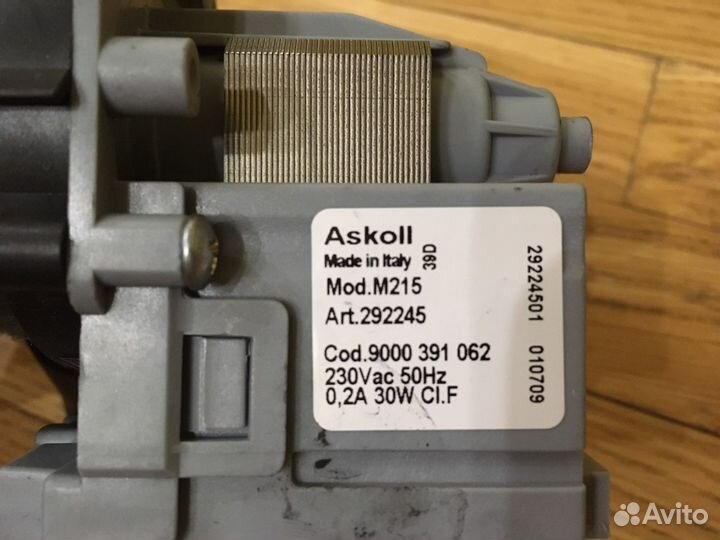 Askoll
Made in Italy
39D
Mod.M215
Art.292245
Cod.9000 391 062
230Vac 50Hz
0,2A 30W Cl.F
29224501 010709
Avito